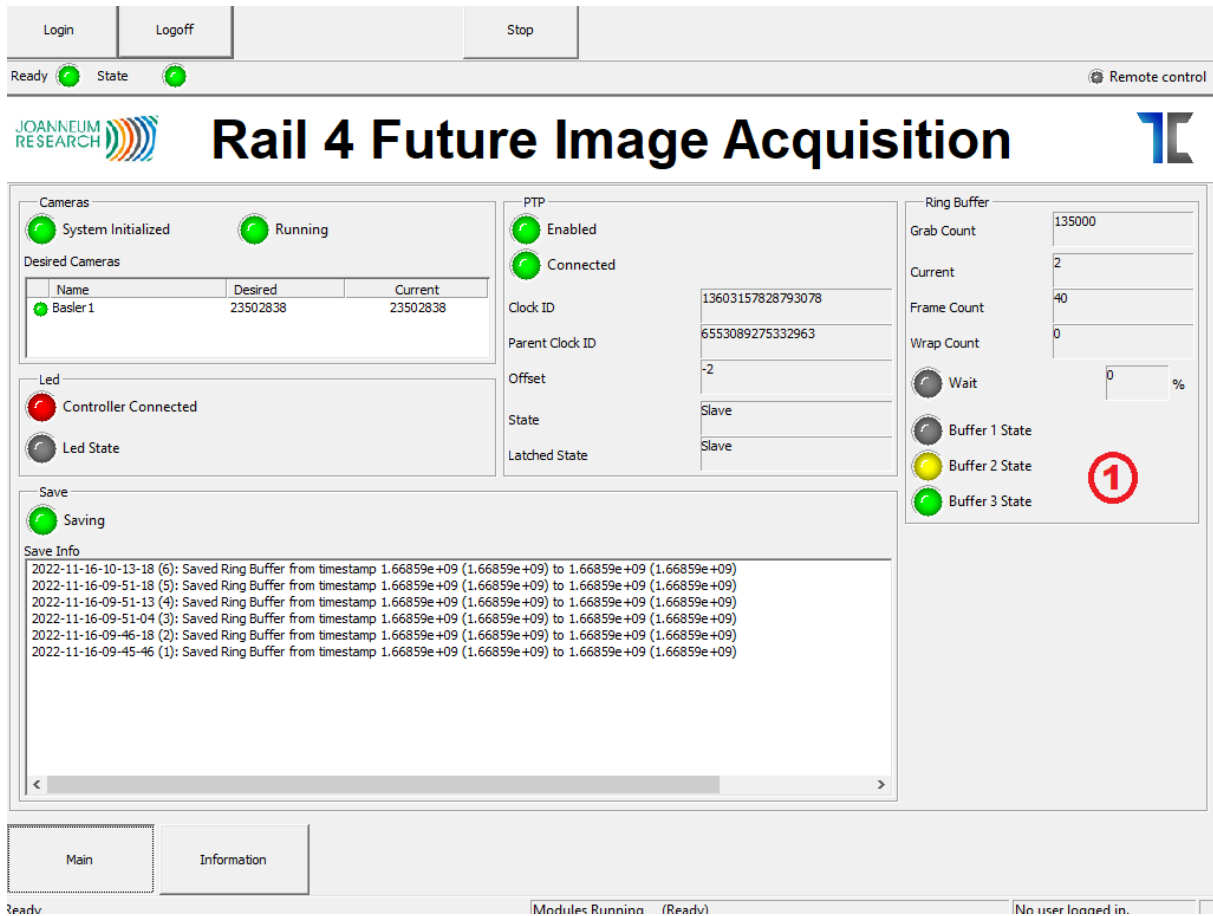 Login Logoff Stop
Ready State Remote control
JOANNEUM
RESEARCH
Rail 4 Future Image Acquisition
Cameras
System Initialized Running
Desired Cameras
Name Desired Current
Basler1 23502838 23502838
Led
Controller Connected
Led State
PTP
Enabled
Connected
Clock ID 13603157828793078
Parent Clock ID 6553089275332963
Offset -2
State Slave
Latched State Slave
Ring Buffer
Grab Count 135000
Current 2
Frame Count 40
Wrap Count 0
Wait 0 %
Buffer 1 State
Buffer 2 State
Buffer 3 State
1
Save
Saving
Save Info
2022-11-16-10-13-18 (6): Saved Ring Buffer from timestamp 1.66859e+09 (1.66859e+09) to 1.66859e+09 (1.66859e+09)
2022-11-16-09-51-18 (5): Saved Ring Buffer from timestamp 1.66859e+09 (1.66859e+09) to 1.66859e+09 (1.66859e+09)
2022-11-16-09-51-13 (4): Saved Ring Buffer from timestamp 1.66859e+09 (1.66859e+09) to 1.66859e+09 (1.66859e+09)
2022-11-16-09-51-04 (3): Saved Ring Buffer from timestamp 1.66859e+09 (1.66859e+09) to 1.66859e+09 (1.66859e+09)
2022-11-16-09-46-18 (2): Saved Ring Buffer from timestamp 1.66859e+09 (1.66859e+09) to 1.66859e+09 (1.66859e+09)
2022-11-16-09-45-46 (1): Saved Ring Buffer from timestamp 1.66859e+09 (1.66859e+09) to 1.66859e+09 (1.66859e+09)
Main Information
Ready Modules Running (Ready) No user logged in.